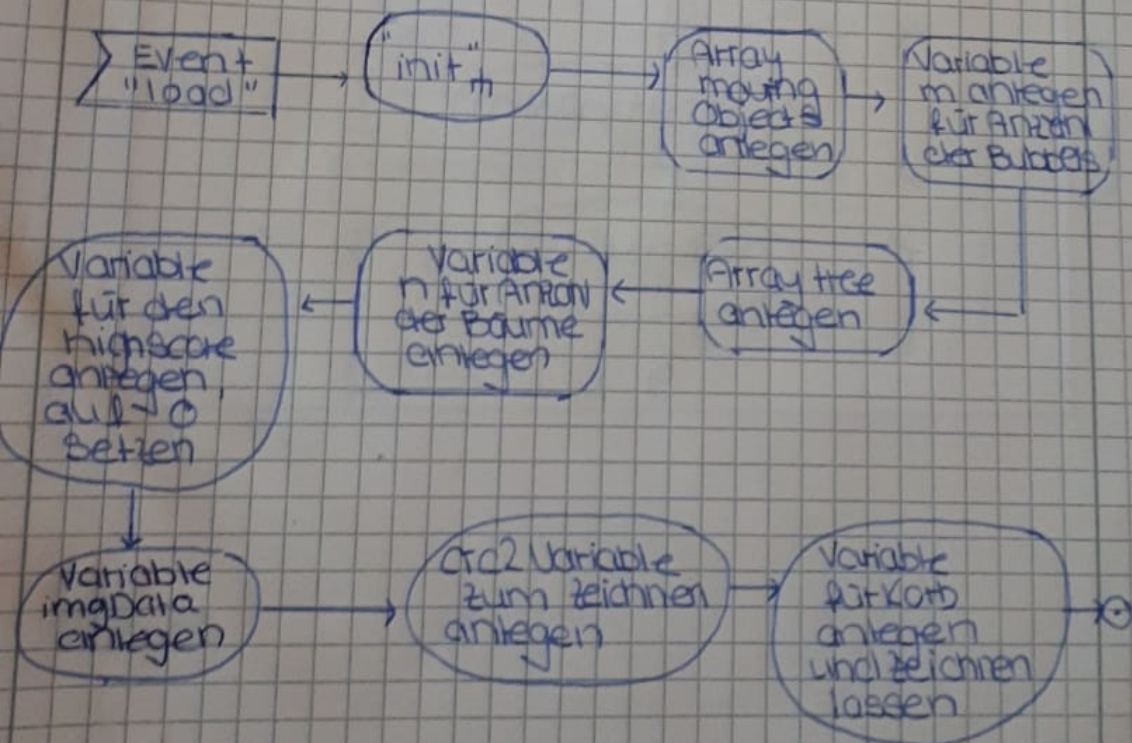 Event
"load"
"init"
Array
moving
Objects
anlegen
Variable
m anlegen
für Anzahl
der Bubbels
Variable
für den
highscore
anlegen,
auf 0
setzen
Variable
n für Anzahl
der Bäume
anlegen
Array tree
anlegen
Variable
imgData
anlegen
crc2 Variable
zum zeichnen
anlegen
Variable
für Korb
anlegen
und zeichnen
lassen